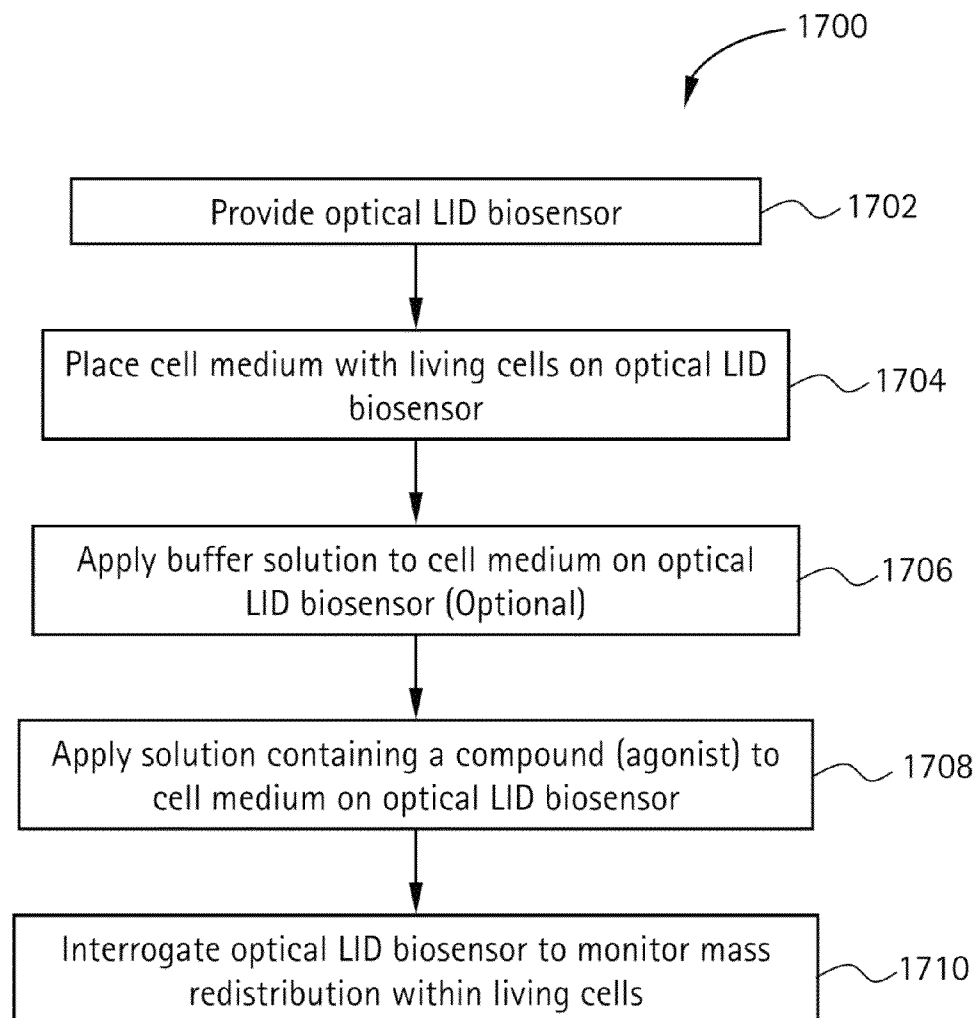 1700
Provide optical LID biosensor
1702
Place cell medium with living cells on optical LID
biosensor
1704
Apply buffer solution to cell medium on optical
LID biosensor (Optional)
1706
Apply solution containing a compound (agonist) to
cell medium on optical LID biosensor
1708
Interrogate optical LID biosensor to monitor mass
redistribution within living cells
1710